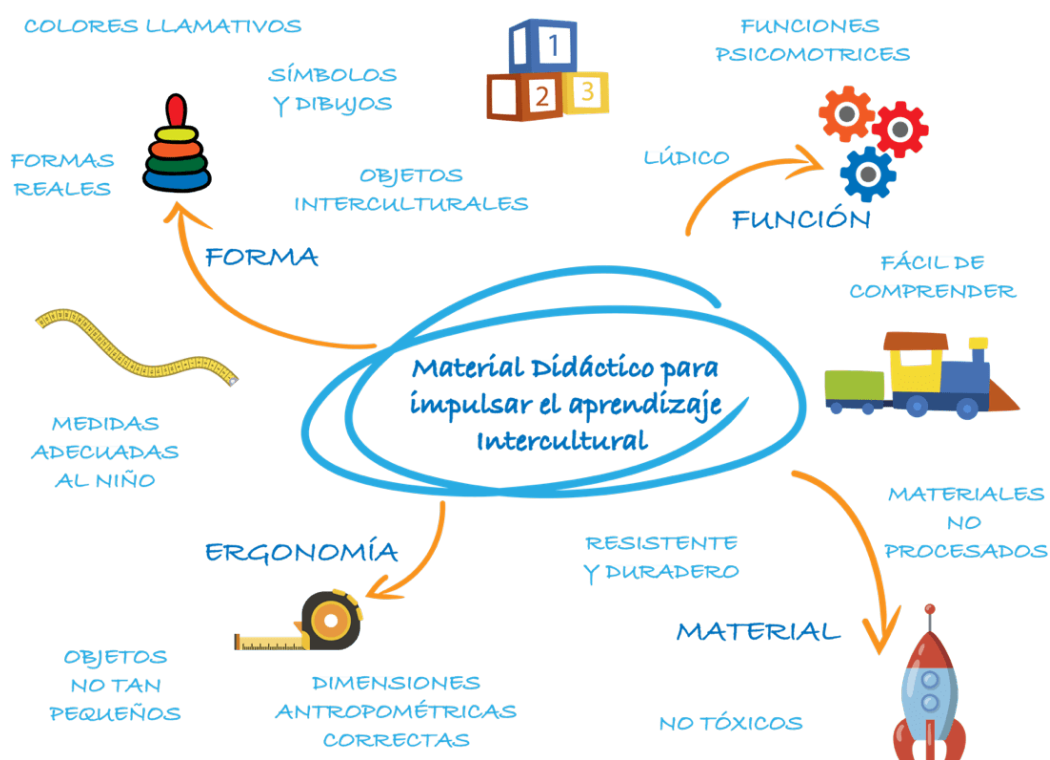 COLORES LLAMATIVOS
SÍMBOLOS
Y DIBUJOS
FORMAS
REALES
OBJETOS
INTERCULTURALES
FORMA
1
2
3
FUNCIONES
PSICOMOTRICES
LÚDICO
FUNCIÓN
FÁCIL DE
COMPRENDER
Material Didáctico para
impulsar el aprendizaje
Intercultural
MEDIDAS
ADECUADAS
AL NIÑO
ERGONOMÍA
OBJETOS
NO TAN
PEQUEÑOS
DIMENSIONES
ANTROPOMÉTRICAS
CORRECTAS
RESISTENTE
Y DURADERO
MATERIALES
NO
PROCESADOS
MATERIAL
NO TÓXICOS